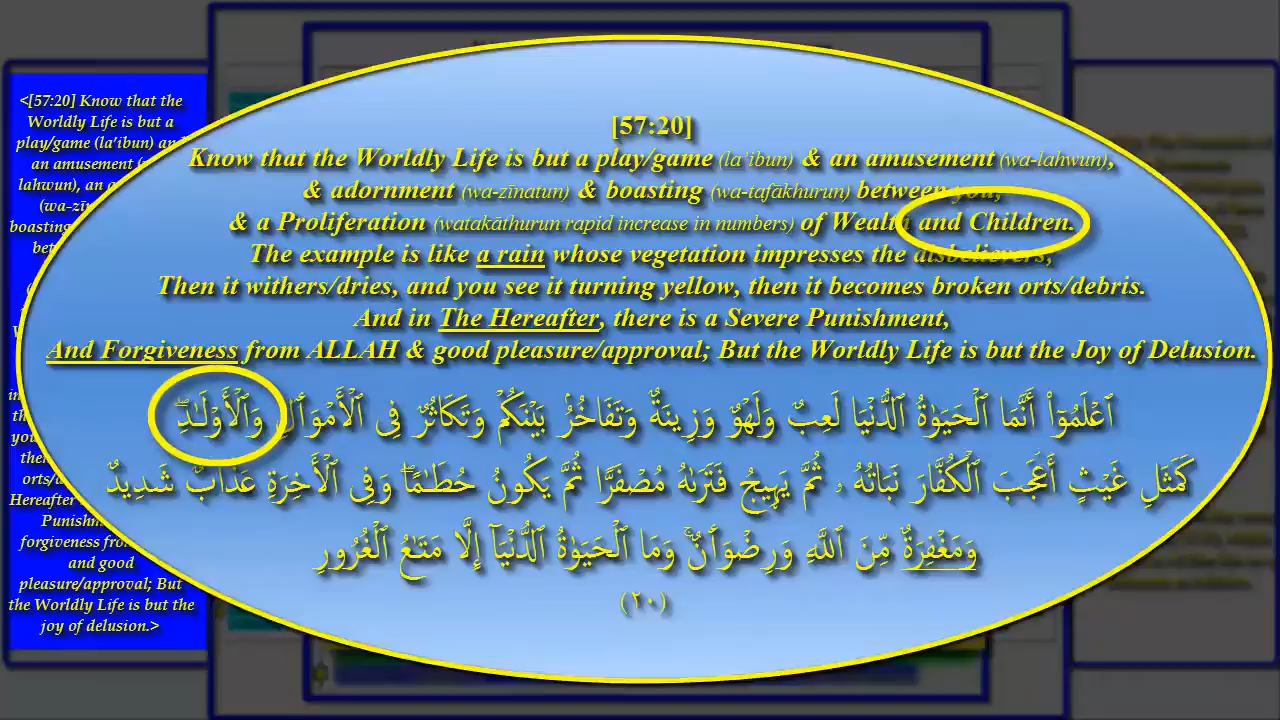 [57:20]
Know that the Worldly Life is but a play/game (la’ibun) & an amusement (wa-lahwun),
& adornment (wa-zīnatun) & boasting (wa-tafākhurun) between you,
& a Proliferation (watakāthurun rapid increase in numbers) of Wealth and Children.
The example is like a rain whose vegetation impresses the disbelievers,
Then it withers/dries, and you see it turning yellow, then it becomes broken orts/debris.
And in The Hereafter, there is a Severe Punishment,
And Forgiveness from ALLAH & good pleasure/approval; But the Worldly Life is but the Joy of Delusion.
ٱعْلَمُوٓا۟ أَنَّمَا ٱلْحَيَوٰةُ ٱلدُّنْيَا لَعِبٌ وَلَهْوٌ وَزِينَةٌ وَتَفَاخُرٌۢ بَيْنَكُمْ وَتَكَاثُرٌ فِى ٱلْأَمْوَٰلِ وَٱلْأَوْلَـٰدِ ۖ
كَمَثَلِ غَيْثٍ أَعْجَبَ ٱلْكُفَّارَ نَبَاتُهُۥ ثُمَّ يَهِيجُ فَتَرَىٰهُ مُصْفَرًّا ثُمَّ يَكُونُ حُطَـٰمًا ۖ وَفِى ٱلْـَٔاخِرَةِ عَذَابٌ شَدِيدٌ
وَمَغْفِرَةٌ مِّنَ ٱللَّهِ وَرِضْوَٰنٌ ۚ وَمَا ٱلْحَيَوٰةُ ٱلدُّنْيَآ إِلَّا مَتَـٰعُ ٱلْغُرُورِ
(٢٠)
<[57:20] Know that the
Worldly Life is but a
play/game (la’ibun) and
an amusement
lahwun), an
(wa-
boasting
orts/
Hereafter
Punishm
forgiveness from
and good
pleasure/approval; But
the Worldly Life is but the
joy of delusion.>